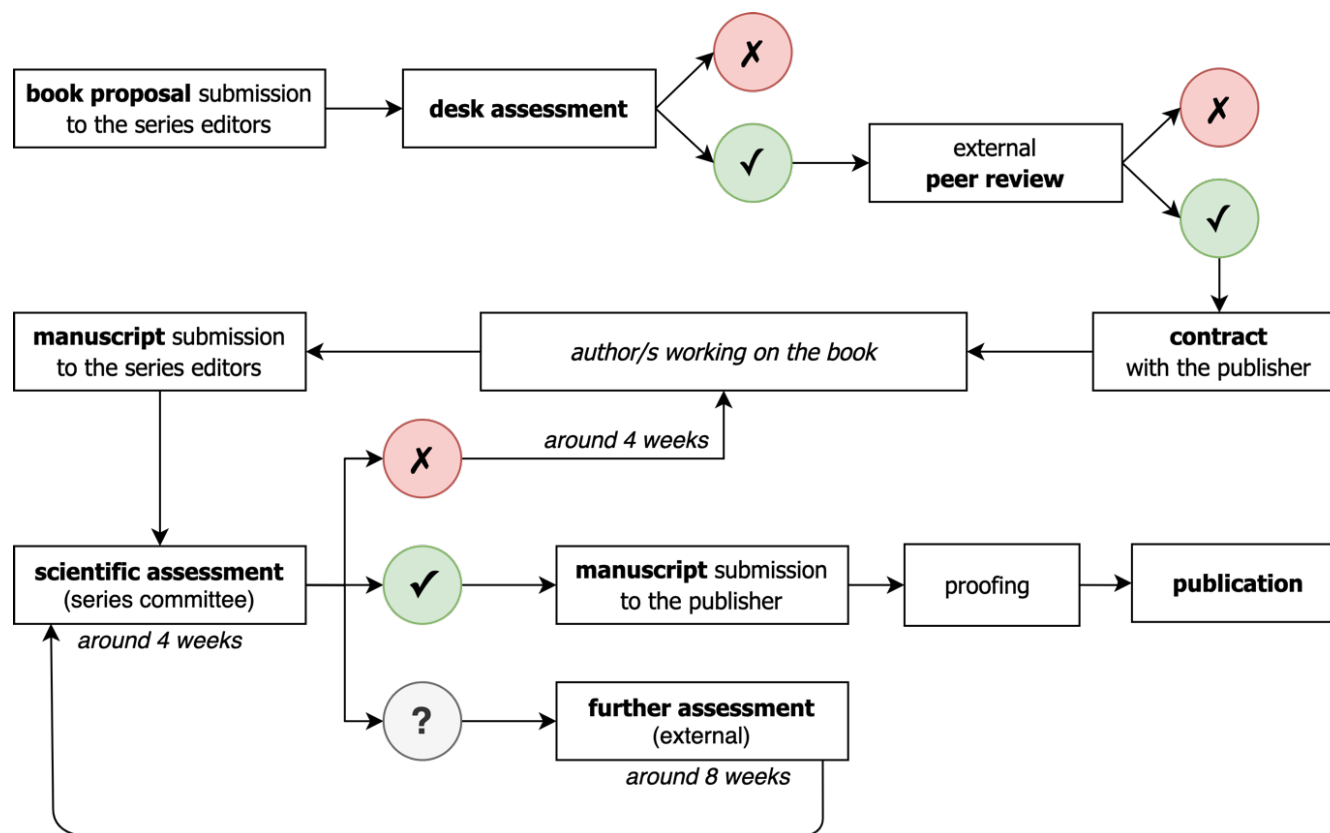 book proposal submission
to the series editors
desk assessment
✗
✓
external
peer review
✗
✓
manuscript submission
to the series editors
author/s working on the book
contract
with the publisher
✗
around 4 weeks
scientific assessment
(series committee)
around 4 weeks
✓
manuscript submission
to the publisher
proofing
publication
?
further assessment
(external)
around 8 weeks